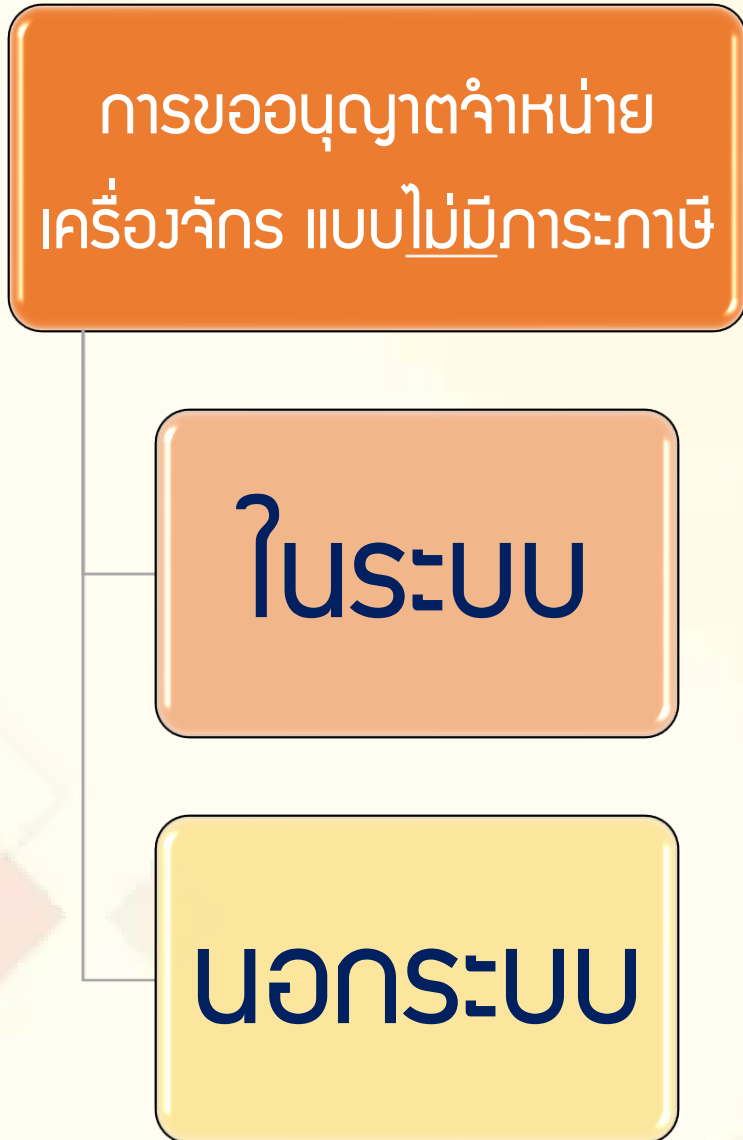 การขออนุญาตจำหน่าย
เครื่องจักร แบบไม่มีภาระภาษี
ในระบบ
นอกระบบ